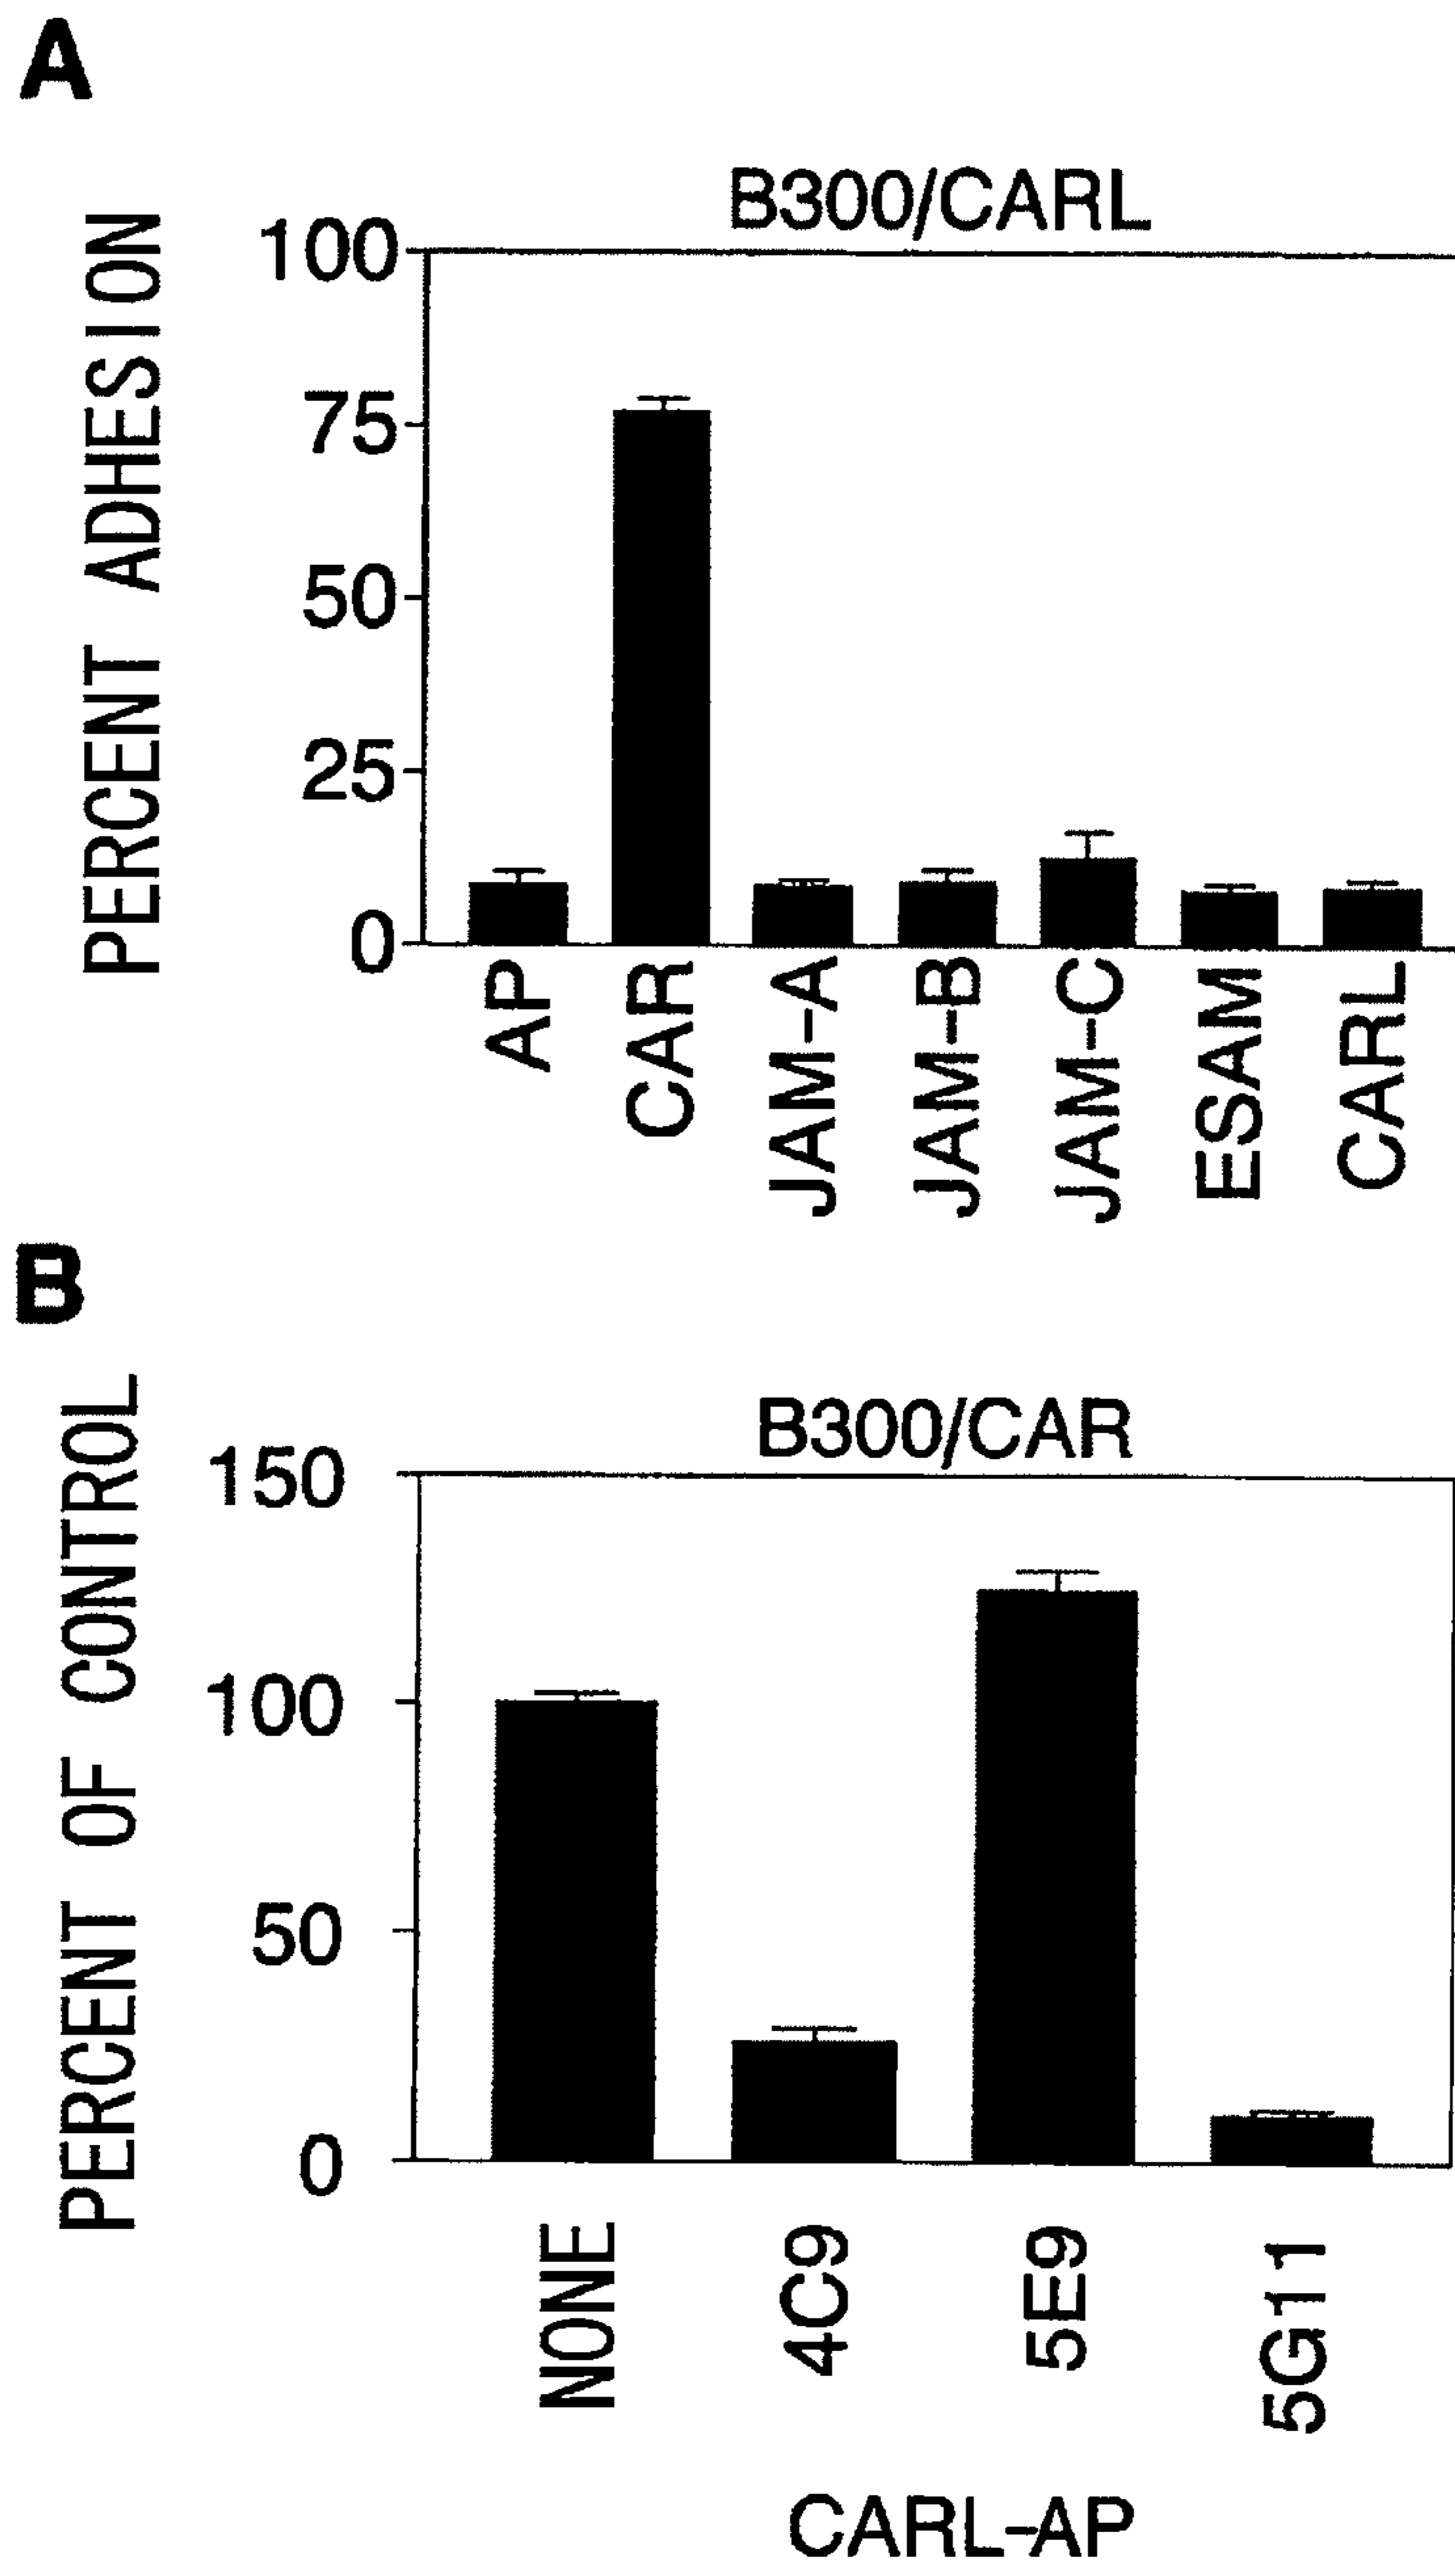 A
B300/CARL
PERCENT ADHESION
100
75
50
25
0
AP
CAR
JAM-A
JAM-B
JAM-C
ESAM
CARL
B
B300/CAR
PERCENT OF CONTROL
150
100
50
0
NONE
4C9
5E9
5G11
CARL-AP